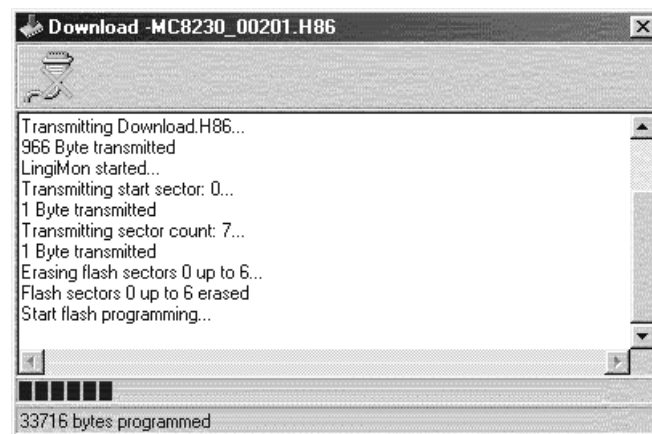 Download -MC8230_00201.H86
Transmitting Download.H86...
966 Byte transmitted
LingiMon started...
Transmitting start sector: 0...
1 Byte transmitted
Transmitting sector count: 7...
1 Byte transmitted
Erasing flash sectors 0 up to 6...
Flash sectors 0 up to 6 erased
Start flash programming...
33716 bytes programmed